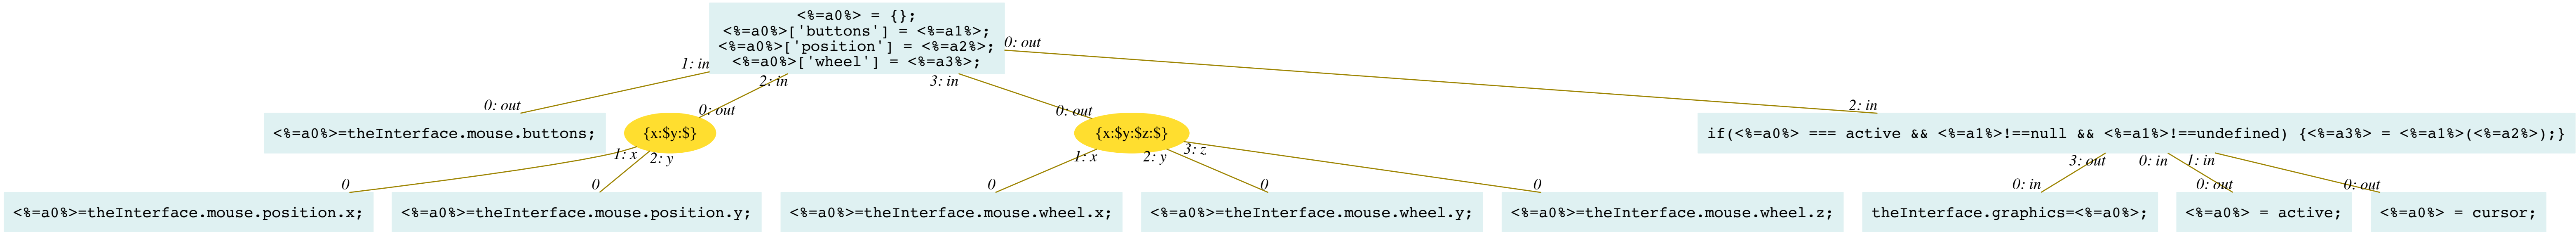 <%=a0%> = {};
<%=a0%>['buttons'] = <%=a1%>;
<%=a0%>['position'] = <%=a2%>;
<%=a0%>['wheel'] = <%=a3%>;
0: out
1: in
2: in
3: in
0: out
0: out
0: out
2: in
<%=a0%>=theInterface.mouse.buttons;
{x:$y:$}
{x:$y:$z:$}
if(<%=a0%> === active && <%=a1%>!==null && <%=a1%>!==undefined) {<%=a3%> = <%=a1%>(<%=a2%>);}
1: x
2: y
1: x
2: y
3: z
3: out
0: in
1: in
0
0
0
0
0
0: in
0: out
0: out
<%=a0%>=theInterface.mouse.position.x;
<%=a0%>=theInterface.mouse.position.y;
<%=a0%>=theInterface.mouse.wheel.x;
<%=a0%>=theInterface.mouse.wheel.y;
<%=a0%>=theInterface.mouse.wheel.z;
theInterface.graphics=<%=a0%>;
<%=a0%> = active;
<%=a0%> = cursor;